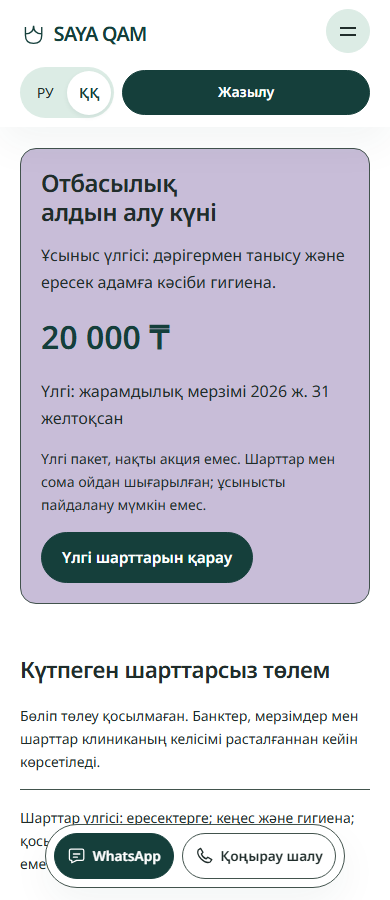 SAYA QAM
РУ ҚҚ Жазылу
Отбасылық
алдын алу күні
Ұсыныс үлгісі: дәрігермен танысу және
ересек адамға кәсіби гигиена.
20 000 ₸
Үлгі: жарамдылық мерзімі 2026 ж. 31
желтоқсан
Үлгі пакет, нақты акция емес. Шарттар мен
сома ойдан шығарылған; ұсынысты
пайдалану мүмкін емес.
Үлгі шарттарын қарау
Күтпеген шарттарсыз төлем
Бөліп төлеу қосылмаған. Банктер, мерзімдер мен
шарттар клиниканың келісімі расталғаннан кейін
көрсетіледі.
Шарттар үлгісі: ересектерге; кеңес және гигиена;
WhatsApp Қоңырау шалу